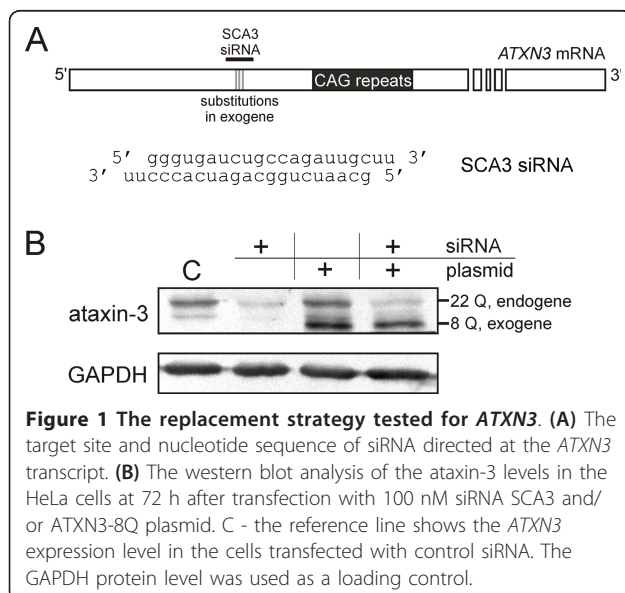 A
SCA3
siRNA
ATXN3 mRNA
5' 3'
CAG repeats
substitutions
in exogene
5' gggugaucugccagauugcuu 3'
3' uucccacuagacggucuaacg 5'
SCA3 siRNA
B
+ + siRNA
C + + plasmid
ataxin-3
22 Q, endogene
8 Q, exogene
GAPDH
Figure 1 The replacement strategy tested for ATXN3. (A) The
target site and nucleotide sequence of siRNA directed at the ATXN3
transcript. (B) The western blot analysis of the ataxin-3 levels in the
HeLa cells at 72 h after transfection with 100 nM siRNA SCA3 and/
or ATXN3-8Q plasmid. C - the reference line shows the ATXN3
expression level in the cells transfected with control siRNA. The
GAPDH protein level was used as a loading control.